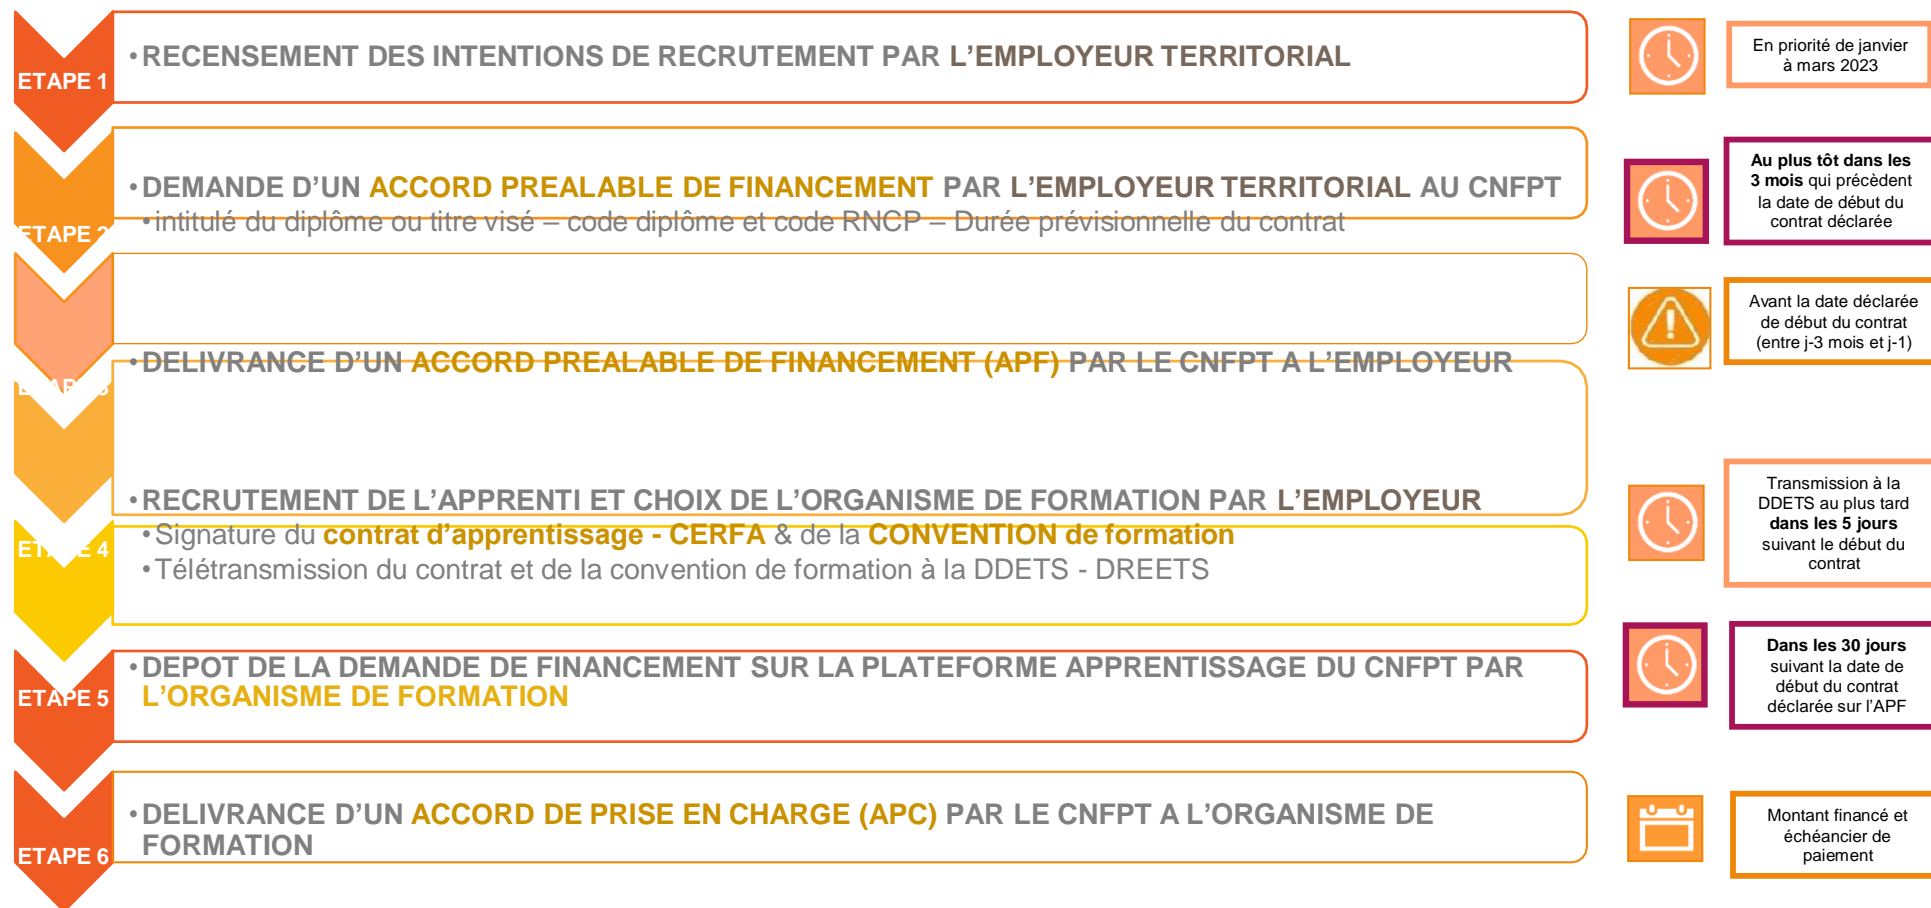 ETAPE 1
•RECENSEMENT DES INTENTIONS DE RECRUTEMENT PAR L’EMPLOYEUR TERRITORIAL
En priorité de janvier
à mars 2023
ETAPE 2
•DEMANDE D’UN ACCORD PREALABLE DE FINANCEMENT PAR L’EMPLOYEUR TERRITORIAL AU CNFPT
•intitulé du diplôme ou titre visé – code diplôme et code RNCP – Durée prévisionnelle du contrat
Au plus tôt dans les
3 mois qui précèdent
la date de début du
contrat déclarée
ETAPE 3
•DELIVRANCE D’UN ACCORD PREALABLE DE FINANCEMENT (APF) PAR LE CNFPT A L’EMPLOYEUR
Avant la date déclarée
de début du contrat
(entre j-3 mois et j-1)
ETAPE 4
•RECRUTEMENT DE L’APPRENTI ET CHOIX DE L’ORGANISME DE FORMATION PAR L’EMPLOYEUR
•Signature du contrat d’apprentissage - CERFA & de la CONVENTION de formation
•Télétransmission du contrat et de la convention de formation à la DDETS - DREETS
Transmission à la
DDETS au plus tard
dans les 5 jours
suivant le début du
contrat
ETAPE 5
•DEPOT DE LA DEMANDE DE FINANCEMENT SUR LA PLATEFORME APPRENTISSAGE DU CNFPT PAR
L’ORGANISME DE FORMATION
Dans les 30 jours
suivant la date de
début du contrat
déclarée sur l’APF
ETAPE 6
•DELIVRANCE D’UN ACCORD DE PRISE EN CHARGE (APC) PAR LE CNFPT A L’ORGANISME DE
FORMATION
Montant financé et
échéancier de
paiement